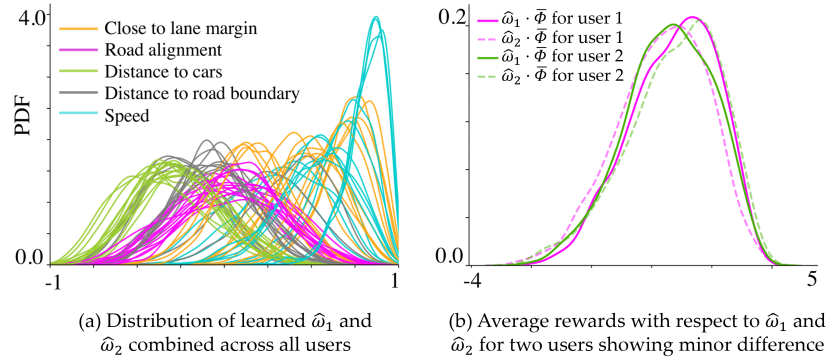 4.0
PDF
0.0
-1
1
Close to lane margin
Road alignment
Distance to cars
Distance to road boundary
Speed
(a) Distribution of learned ω̂₁ and
ω̂₂ combined across all users
0.2
0.0
-4
5
ω̂₁ · Φ̅ for user 1
ω̂₂ · Φ̅ for user 1
ω̂₁ · Φ̅ for user 2
ω̂₂ · Φ̅ for user 2
(b) Average rewards with respect to ω̂₁ and
ω̂₂ for two users showing minor difference